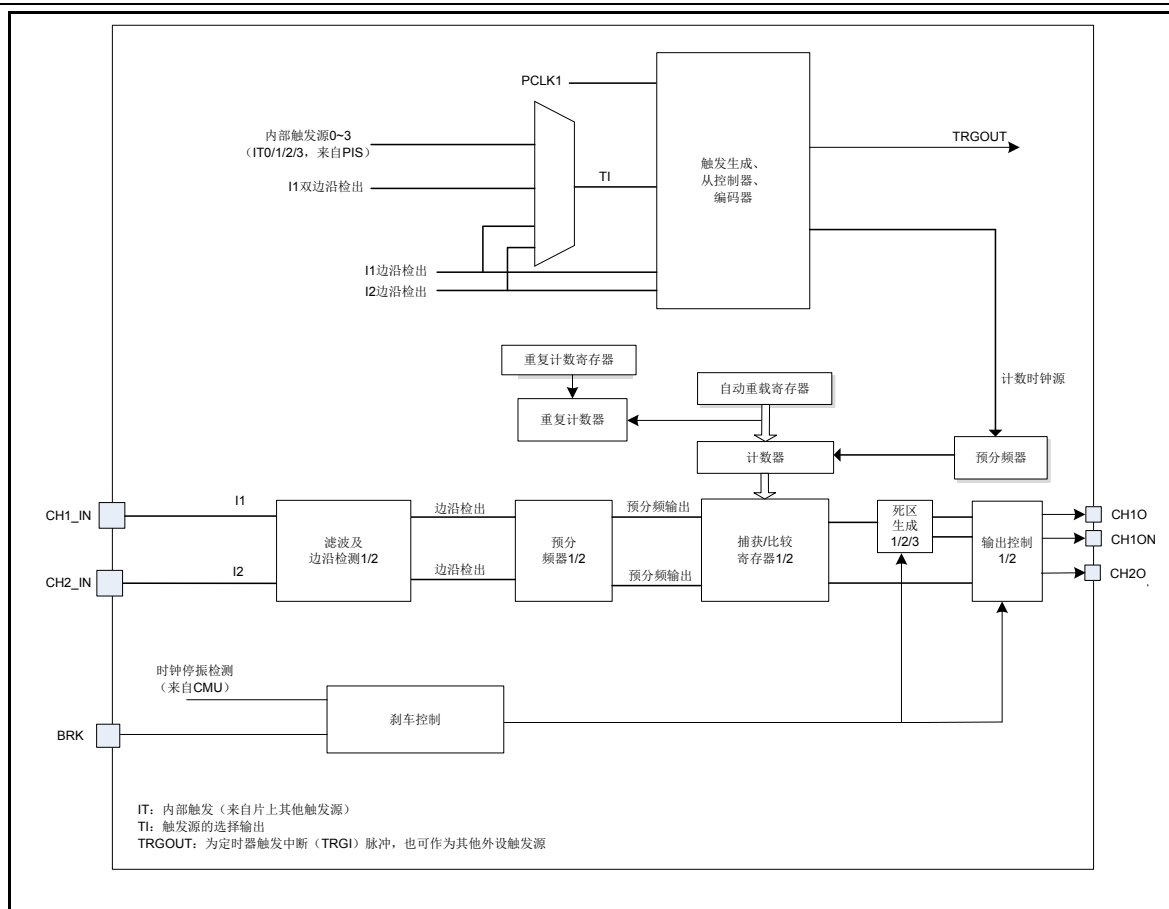 PCLK1
内部触发源0~3
（IT0/1/2/3，来自PIS）
TI
I1双边沿检出
触发生成、
从控制器、
编码器
TRGOUT
I1边沿检出
I2边沿检出
重复计数寄存器
自动重载寄存器
计数时钟源
重复计数器
计数器
预分频器
CH1_IN
I1
滤波及
边沿检测1/2
边沿检出
预分
频器1/2
预分频输出
捕获/比较
寄存器1/2
死区
生成
1/2/3
输出控制
1/2
CH1O
CH1ON
CH2_IN
I2
边沿检出
预分频输出
CH2O
时钟停振检测
（来自CMU）
刹车控制
BRK
IT：内部触发（来自片上其他触发源）
TI：触发源的选择输出
TRGOUT：为定时器触发中断（TRGI）脉冲，也可作为其他外设触发源